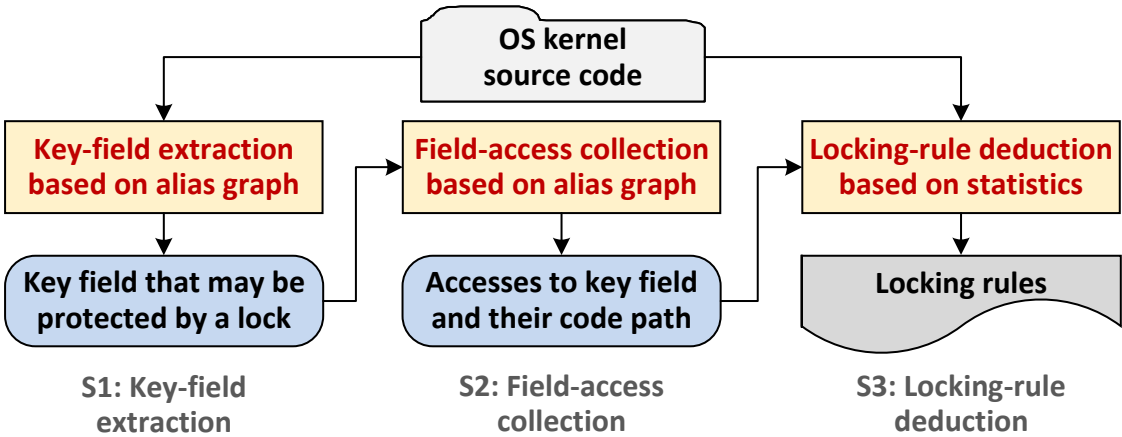 OS kernel
source code
Key-field extraction
based on alias graph
Field-access collection
based on alias graph
Locking-rule deduction
based on statistics
Key field that may be
protected by a lock
Accesses to key field
and their code path
Locking rules
S1: Key-field
extraction
S2: Field-access
collection
S3: Locking-rule
deduction